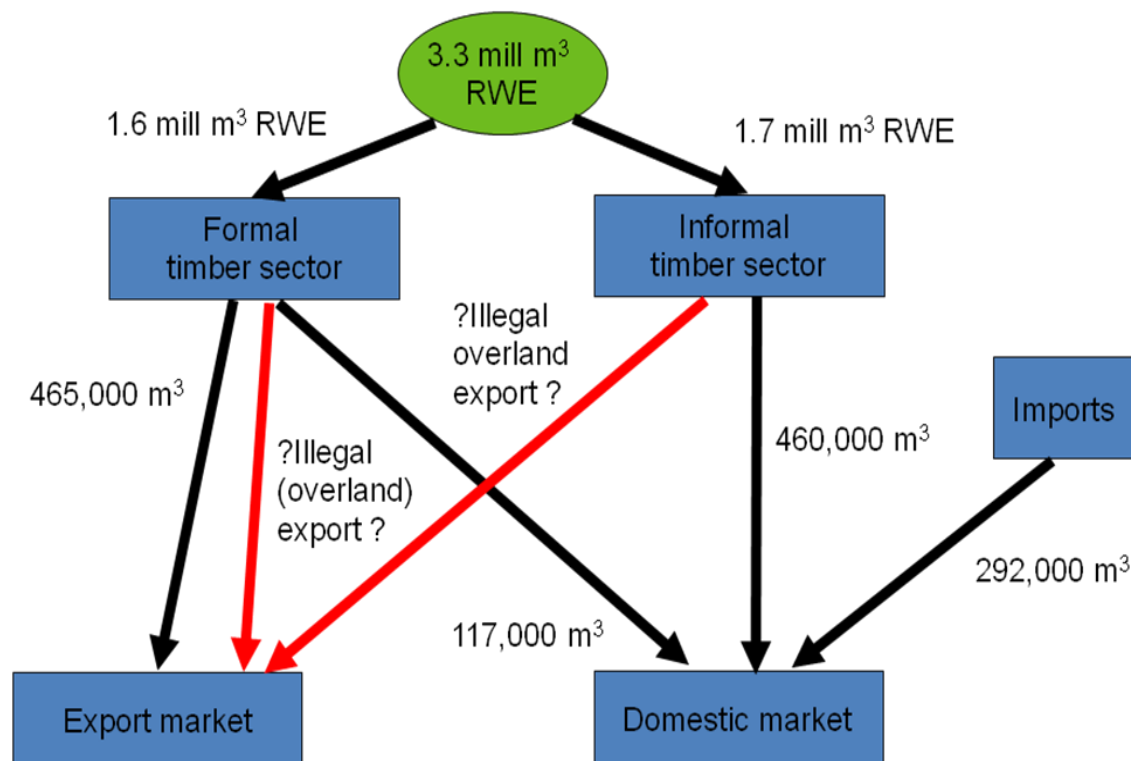 3.3 mill m³
RWE
1.6 mill m³ RWE
1.7 mill m³ RWE
Formal
timber sector
Informal
timber sector
?Illegal
overland
export ?
465,000 m³
?Illegal
(overland)
export ?
460,000 m³
Imports
292,000 m³
117,000 m³
Export market
Domestic market